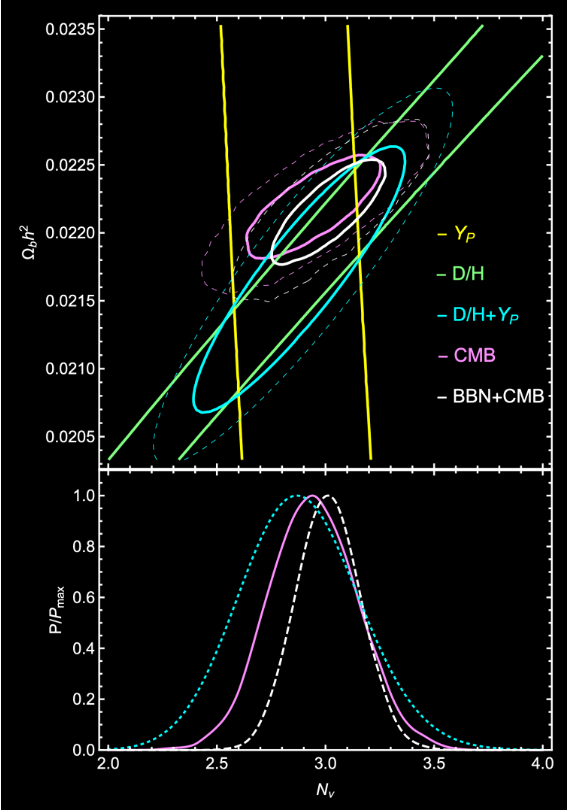 0.0235
0.0230
0.0225
0.0220
0.0215
0.0210
0.0205
Ω_b h²
– Y_P
– D/H
– D/H+Y_P
– CMB
– BBN+CMB
1.0
0.8
0.6
0.4
0.2
0.0
P/P_max
2.0 2.5 3.0 3.5 4.0
N_ν